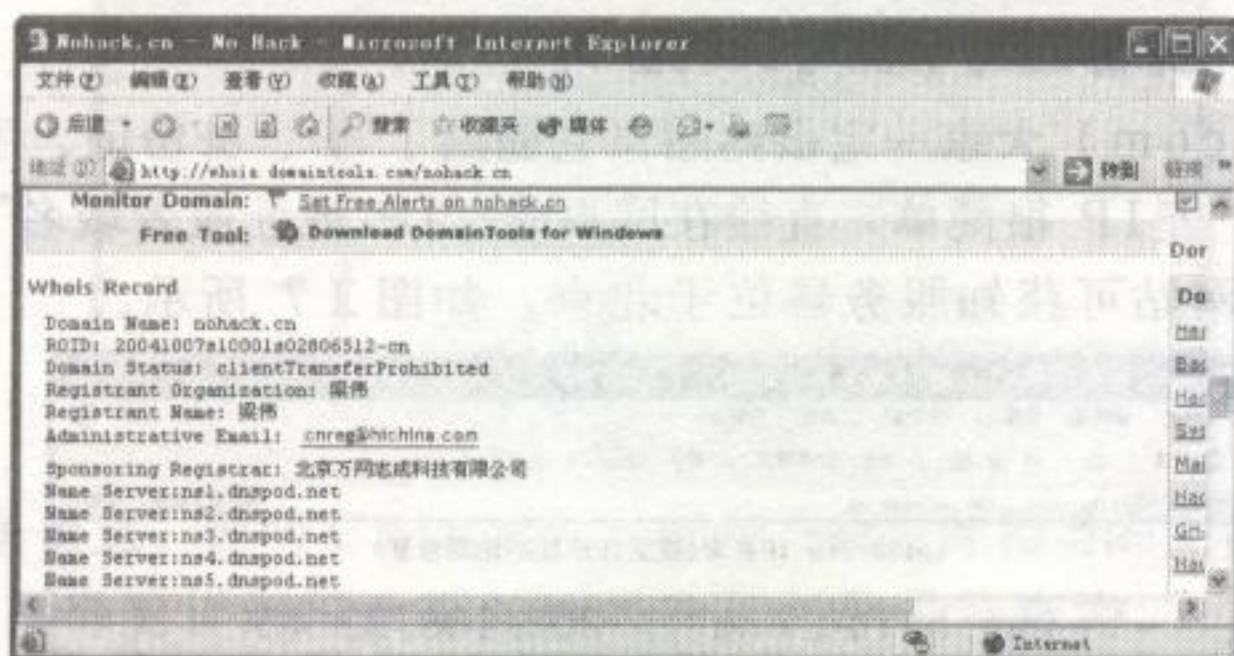 Nohack.cn - No Hack - Microsoft Internet Explorer
文件(F) 编辑(E) 查看(V) 收藏(A) 工具(T) 帮助(H)
后退 搜索 收藏夹 媒体
地址(D) http://whois.domaintools.com/nohack.cn 转到 链接 »
Monitor Domain: Set Free Alerts on nohack.cn
Free Tool: Download DomainTools for Windows
Dor
Whois Record
Do
Domain Name: nohack.cn
ROID: 20041007s10001s02806512-cn
Domain Status: clientTransferProhibited
Registrant Organization: 梁伟
Registrant Name: 梁伟
Administrative Email: cnreg@hichina.com
Sponsoring Registrar: 北京万网志成科技有限公司
Name Server:ns1.dnspod.net
Name Server:ns2.dnspod.net
Name Server:ns3.dnspod.net
Name Server:ns4.dnspod.net
Name Server:ns5.dnspod.net
Internet